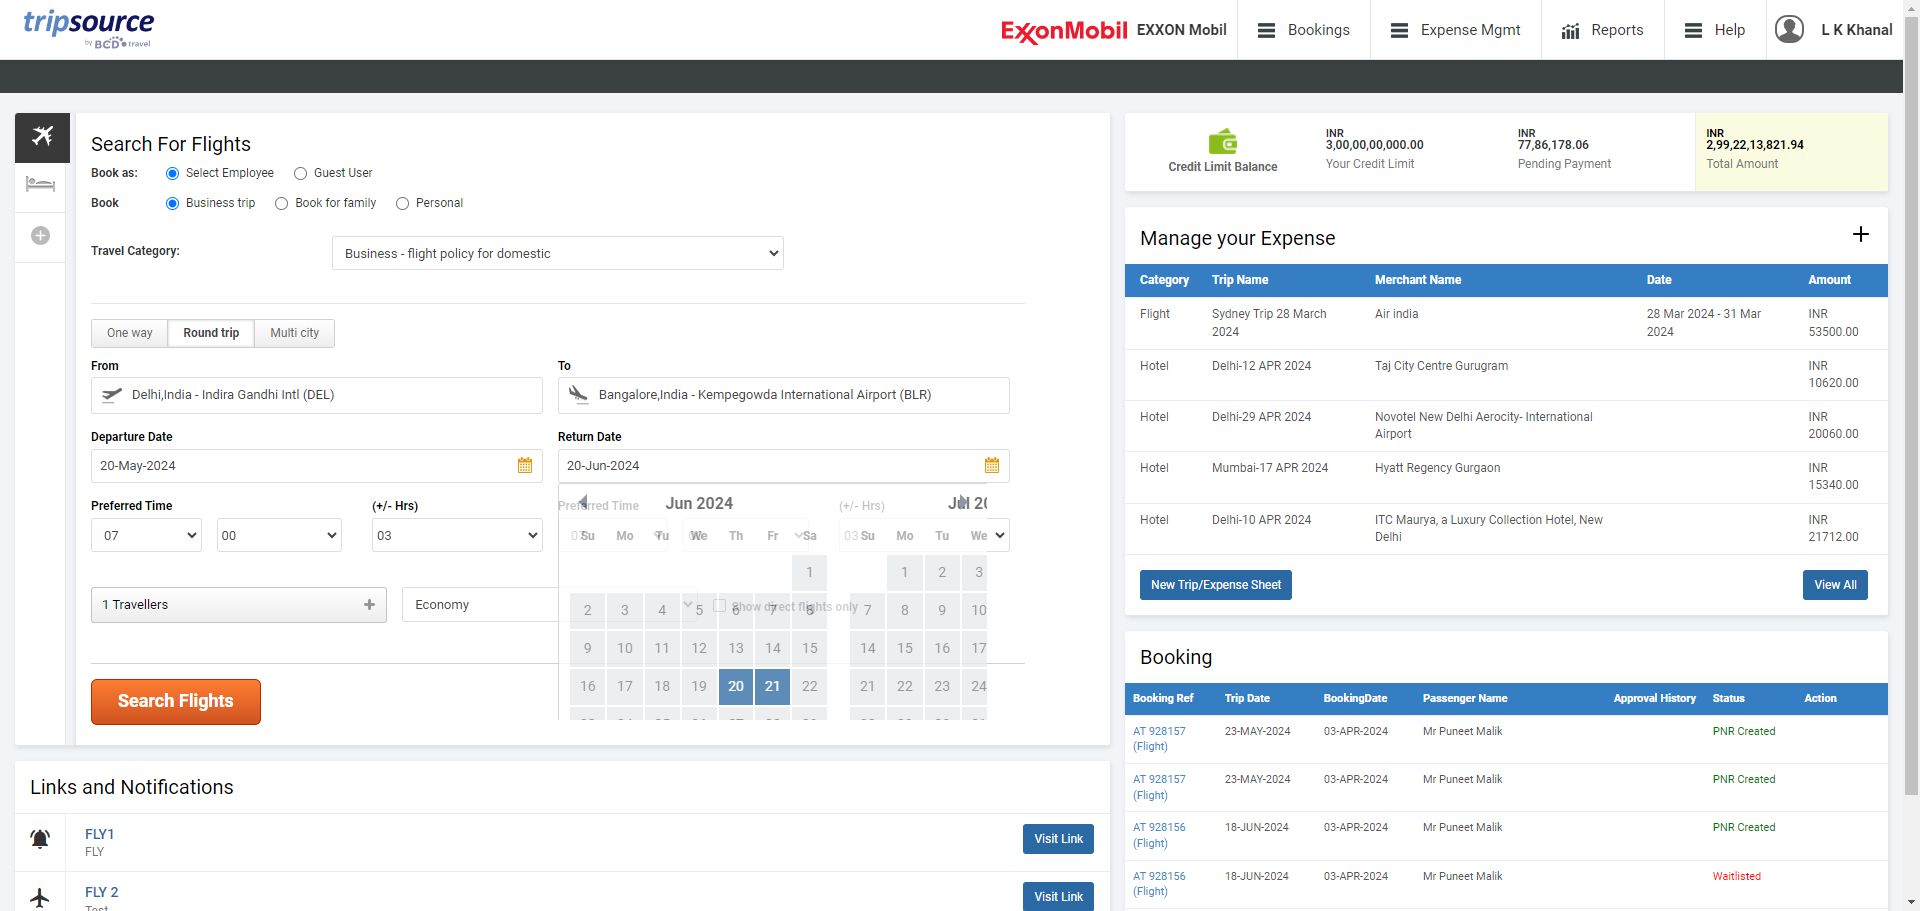 tripsource
by BCD travel
ExxonMobil
EXXON Mobil
Bookings
Expense Mgmt
Reports
Help
L K Khanal
Search For Flights
Book as:
Select Employee
Guest User
Book
Business trip
Book for family
Personal
Travel Category:
Business - flight policy for domestic
One way
Round trip
Multi city
From
To
Delhi,India - Indira Gandhi Intl (DEL)
Bangalore,India - Kempegowda International Airport (BLR)
Departure Date
Return Date
20-May-2024
20-Jun-2024
Preferred Time
(+/- Hrs)
07
00
03
Preferred Time
(+/- Hrs)
Jun 2024
Su Mo Tu We Th Fr Sa
1
2 3 4 5 6 7 8
9 10 11 12 13 14 15
16 17 18 19 20 21 22
Su Mo Tu We
1 2 3
7 8 9 10
14 15 16 17
21 22 23 24
03
1 Travellers
Economy
Show direct flights only
Search Flights
Links and Notifications
FLY1
FLY
Visit Link
FLY 2
Visit Link
Credit Limit Balance
INR
3,00,00,00,000.00
Your Credit Limit
INR
77,86,178.06
Pending Payment
INR
2,99,22,13,821.94
Total Amount
Manage your Expense
Category Trip Name Merchant Name Date Amount
Flight Sydney Trip 28 March Air india 28 Mar 2024 - 31 Mar INR
2024 2024 53500.00
Hotel Delhi-12 APR 2024 Taj City Centre Gurugram INR
10620.00
Hotel Delhi-29 APR 2024 Novotel New Delhi Aerocity- International INR
Airport 20060.00
Hotel Mumbai-17 APR 2024 Hyatt Regency Gurgaon INR
15340.00
Hotel Delhi-10 APR 2024 ITC Maurya, a Luxury Collection Hotel, New INR
Delhi 21712.00
New Trip/Expense Sheet
View All
Booking
Booking Ref Trip Date BookingDate Passenger Name Approval History Status Action
AT 928157 23-MAY-2024 03-APR-2024 Mr Puneet Malik PNR Created
(Flight)
AT 928157 23-MAY-2024 03-APR-2024 Mr Puneet Malik PNR Created
(Flight)
AT 928156 18-JUN-2024 03-APR-2024 Mr Puneet Malik PNR Created
(Flight)
AT 928156 18-JUN-2024 03-APR-2024 Mr Puneet Malik Waitlisted
(Flight)